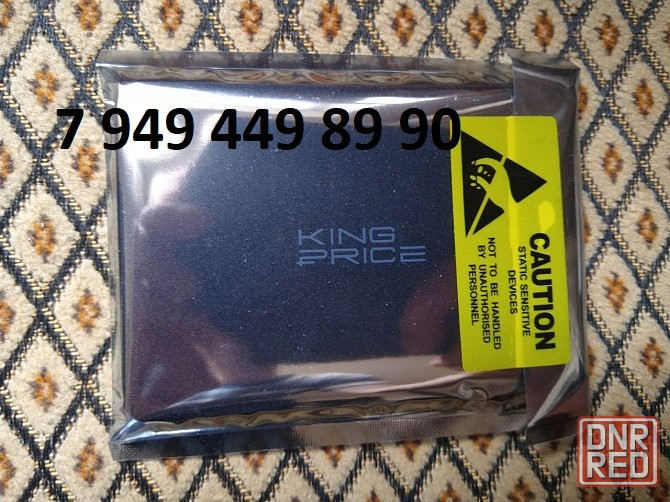 7 949 449 89 90
KING
PRICE
CAUTION
STATIC SENSITIVE
DEVICES
NOT TO BE HANDLED
BY UNAUTHORISED
PERSONNEL
DNR
RED